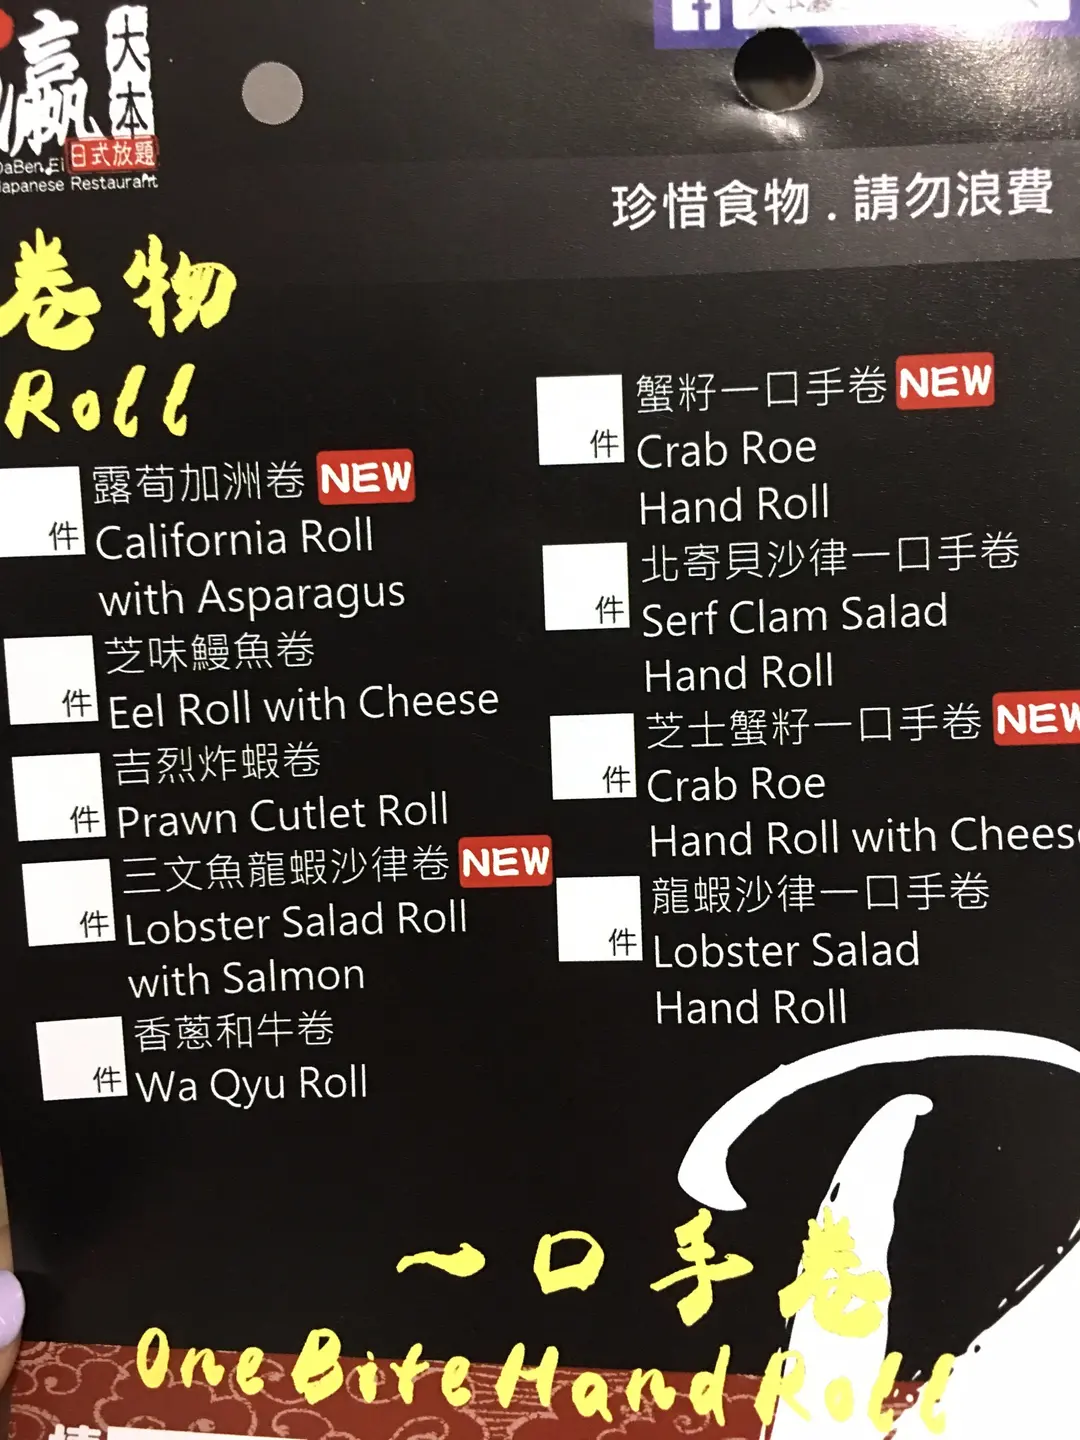 瀛
大本
日式放題
DaBen Ei
Japanese Restaurant
珍惜食物 . 請勿浪費
卷物
Roll
件
露荀加洲卷 NEW
California Roll
with Asparagus
件
芝味鰻魚卷
Eel Roll with Cheese
件
吉烈炸蝦卷
Prawn Cutlet Roll
件
三文魚龍蝦沙律卷 NEW
Lobster Salad Roll
with Salmon
件
香蔥和牛卷
Wa Qyu Roll
件
蟹籽一口手卷 NEW
Crab Roe
Hand Roll
件
北寄貝沙律一口手卷
Serf Clam Salad
Hand Roll
件
芝士蟹籽一口手卷 NEW
Crab Roe
Hand Roll with Cheese
件
龍蝦沙律一口手卷
Lobster Salad
Hand Roll
一口手卷
One Bite Hand Roll